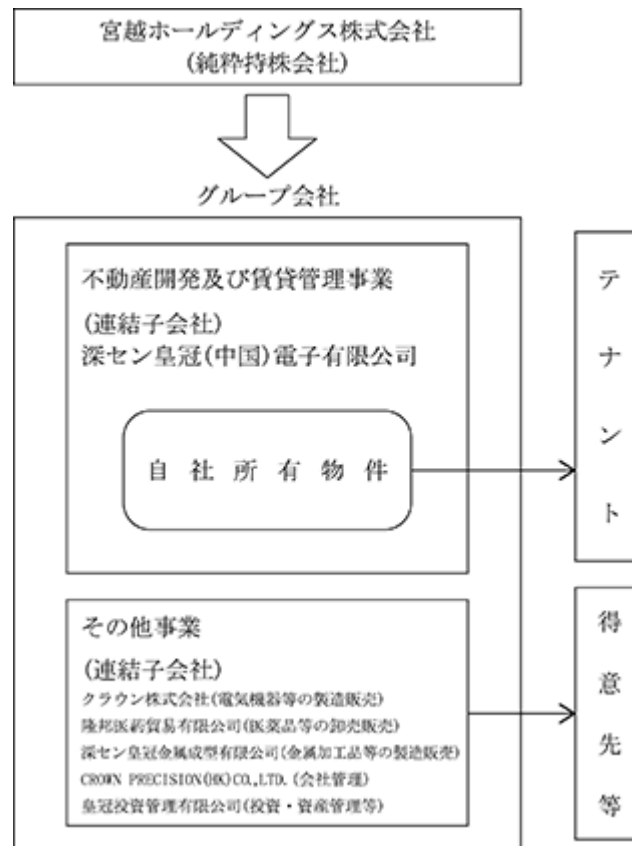 宮越ホールディングス株式会社
(純粋持株会社)
グループ会社
不動産開発及び賃貸管理事業
(連結子会社)
深セン皇冠(中国)電子有限公司
自社所有物件
テナント
その他事業
(連結子会社)
クラウン株式会社(電気機器等の製造販売)
隆邦医薬貿易有限公司(医薬品等の卸売販売)
深セン皇冠金属成型有限公司(金属加工品等の製造販売)
CROWN PRECISION(HK)CO.,LTD.(会社管理)
皇冠投資管理有限公司(投資・資産管理等)
得意先等